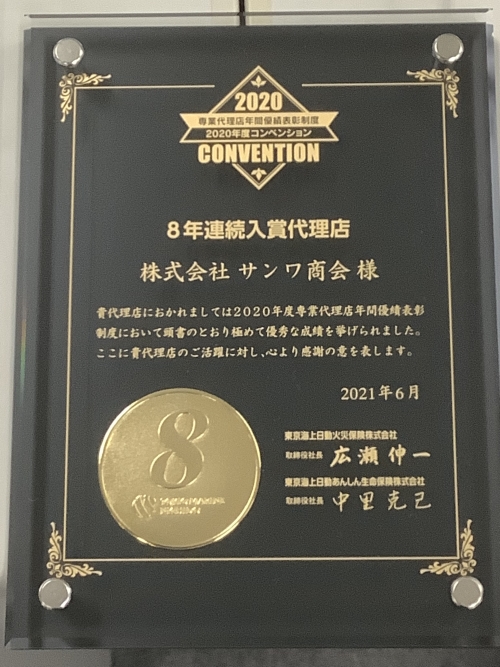 2020
専業代理店年間優績表彰制度
2020年度コンベンション
CONVENTION
8年連続入賞代理店
株式会社 サンワ商会 様
貴代理店におかれましては2020年度専業代理店年間優績表彰
制度において頭書のとおり極めて優秀な成績を挙げられました。
ここに貴代理店のご活躍に対し、心より感謝の意を表します。
2021年6月
8
TOKIO MARINE
NICHIDO
東京海上日動火災保険株式会社
取締役社長 広瀬伸一
東京海上日動あんしん生命保険株式会社
取締役社長 中里克己